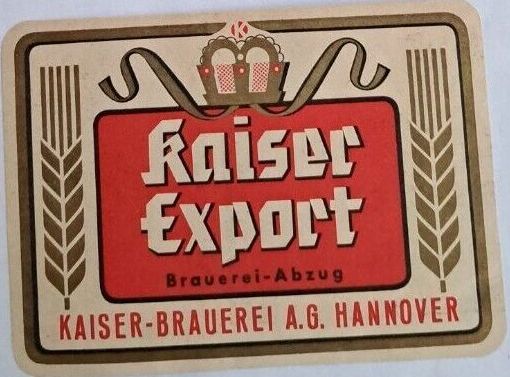 K
Kaiser
Export
Brauerei-Abzug
KAISER-BRAUEREI A.G. HANNOVER